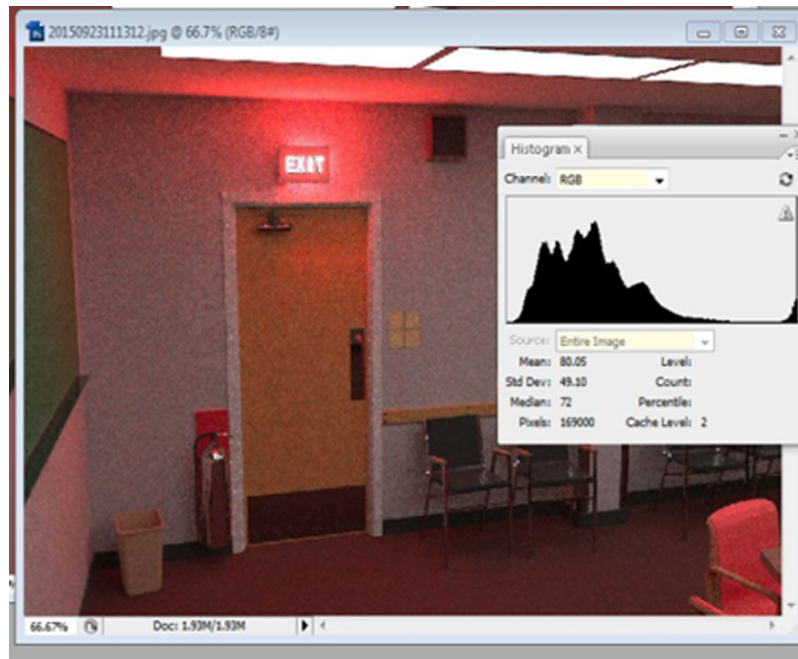 Ps 20150923111312.jpg @ 66.7% (RGB/8#)
EXIT
Histogram ×
Channel: RGB
Source: Entire Image
Mean: 80.05 Level:
Std Dev: 49.10 Count:
Median: 72 Percentile:
Pixels: 169000 Cache Level: 2
66.67% Doc: 1.93M/1.93M